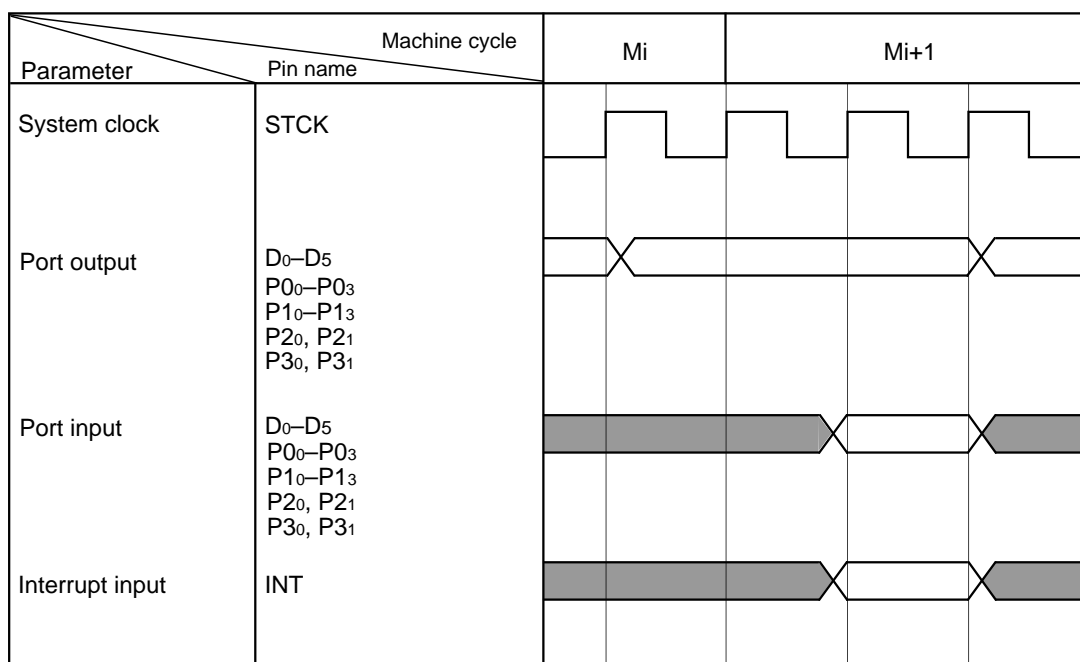 Machine cycle
Parameter Pin name
Mi Mi+1
System clock STCK
Port output D0–D5
P00–P03
P10–P13
P20, P21
P30, P31
Port input D0–D5
P00–P03
P10–P13
P20, P21
P30, P31
Interrupt input INT